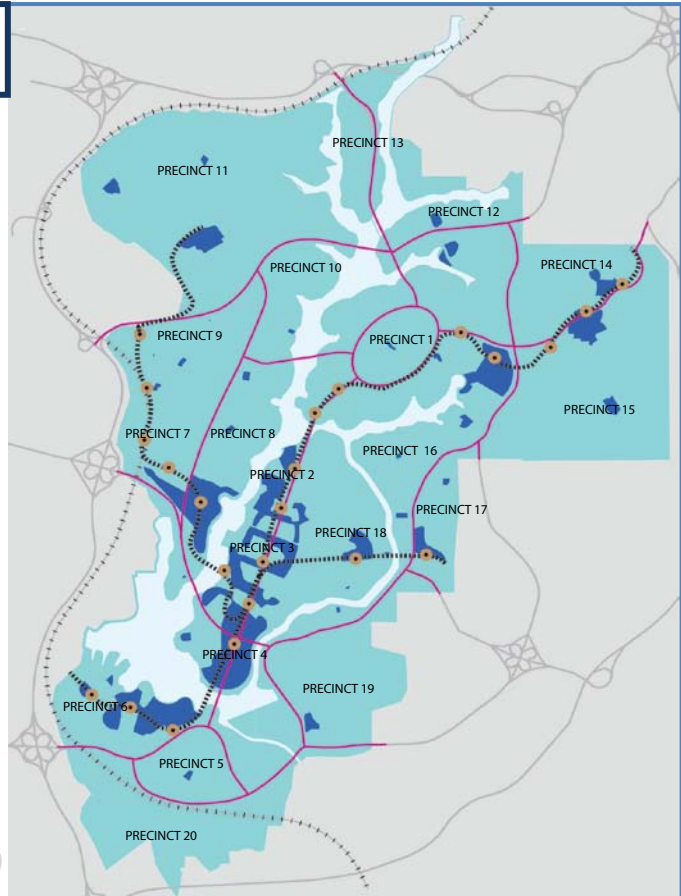 PRECINCT 13
PRECINCT 11
PRECINCT 12
PRECINCT 10
PRECINCT 14
PRECINCT 9
PRECINCT 1
PRECINCT 15
PRECINCT 7
PRECINCT 8
PRECINCT 16
PRECINCT 2
PRECINCT 17
PRECINCT 18
PRECINCT 3
PRECINCT 4
PRECINCT 19
PRECINCT 6
PRECINCT 5
PRECINCT 20